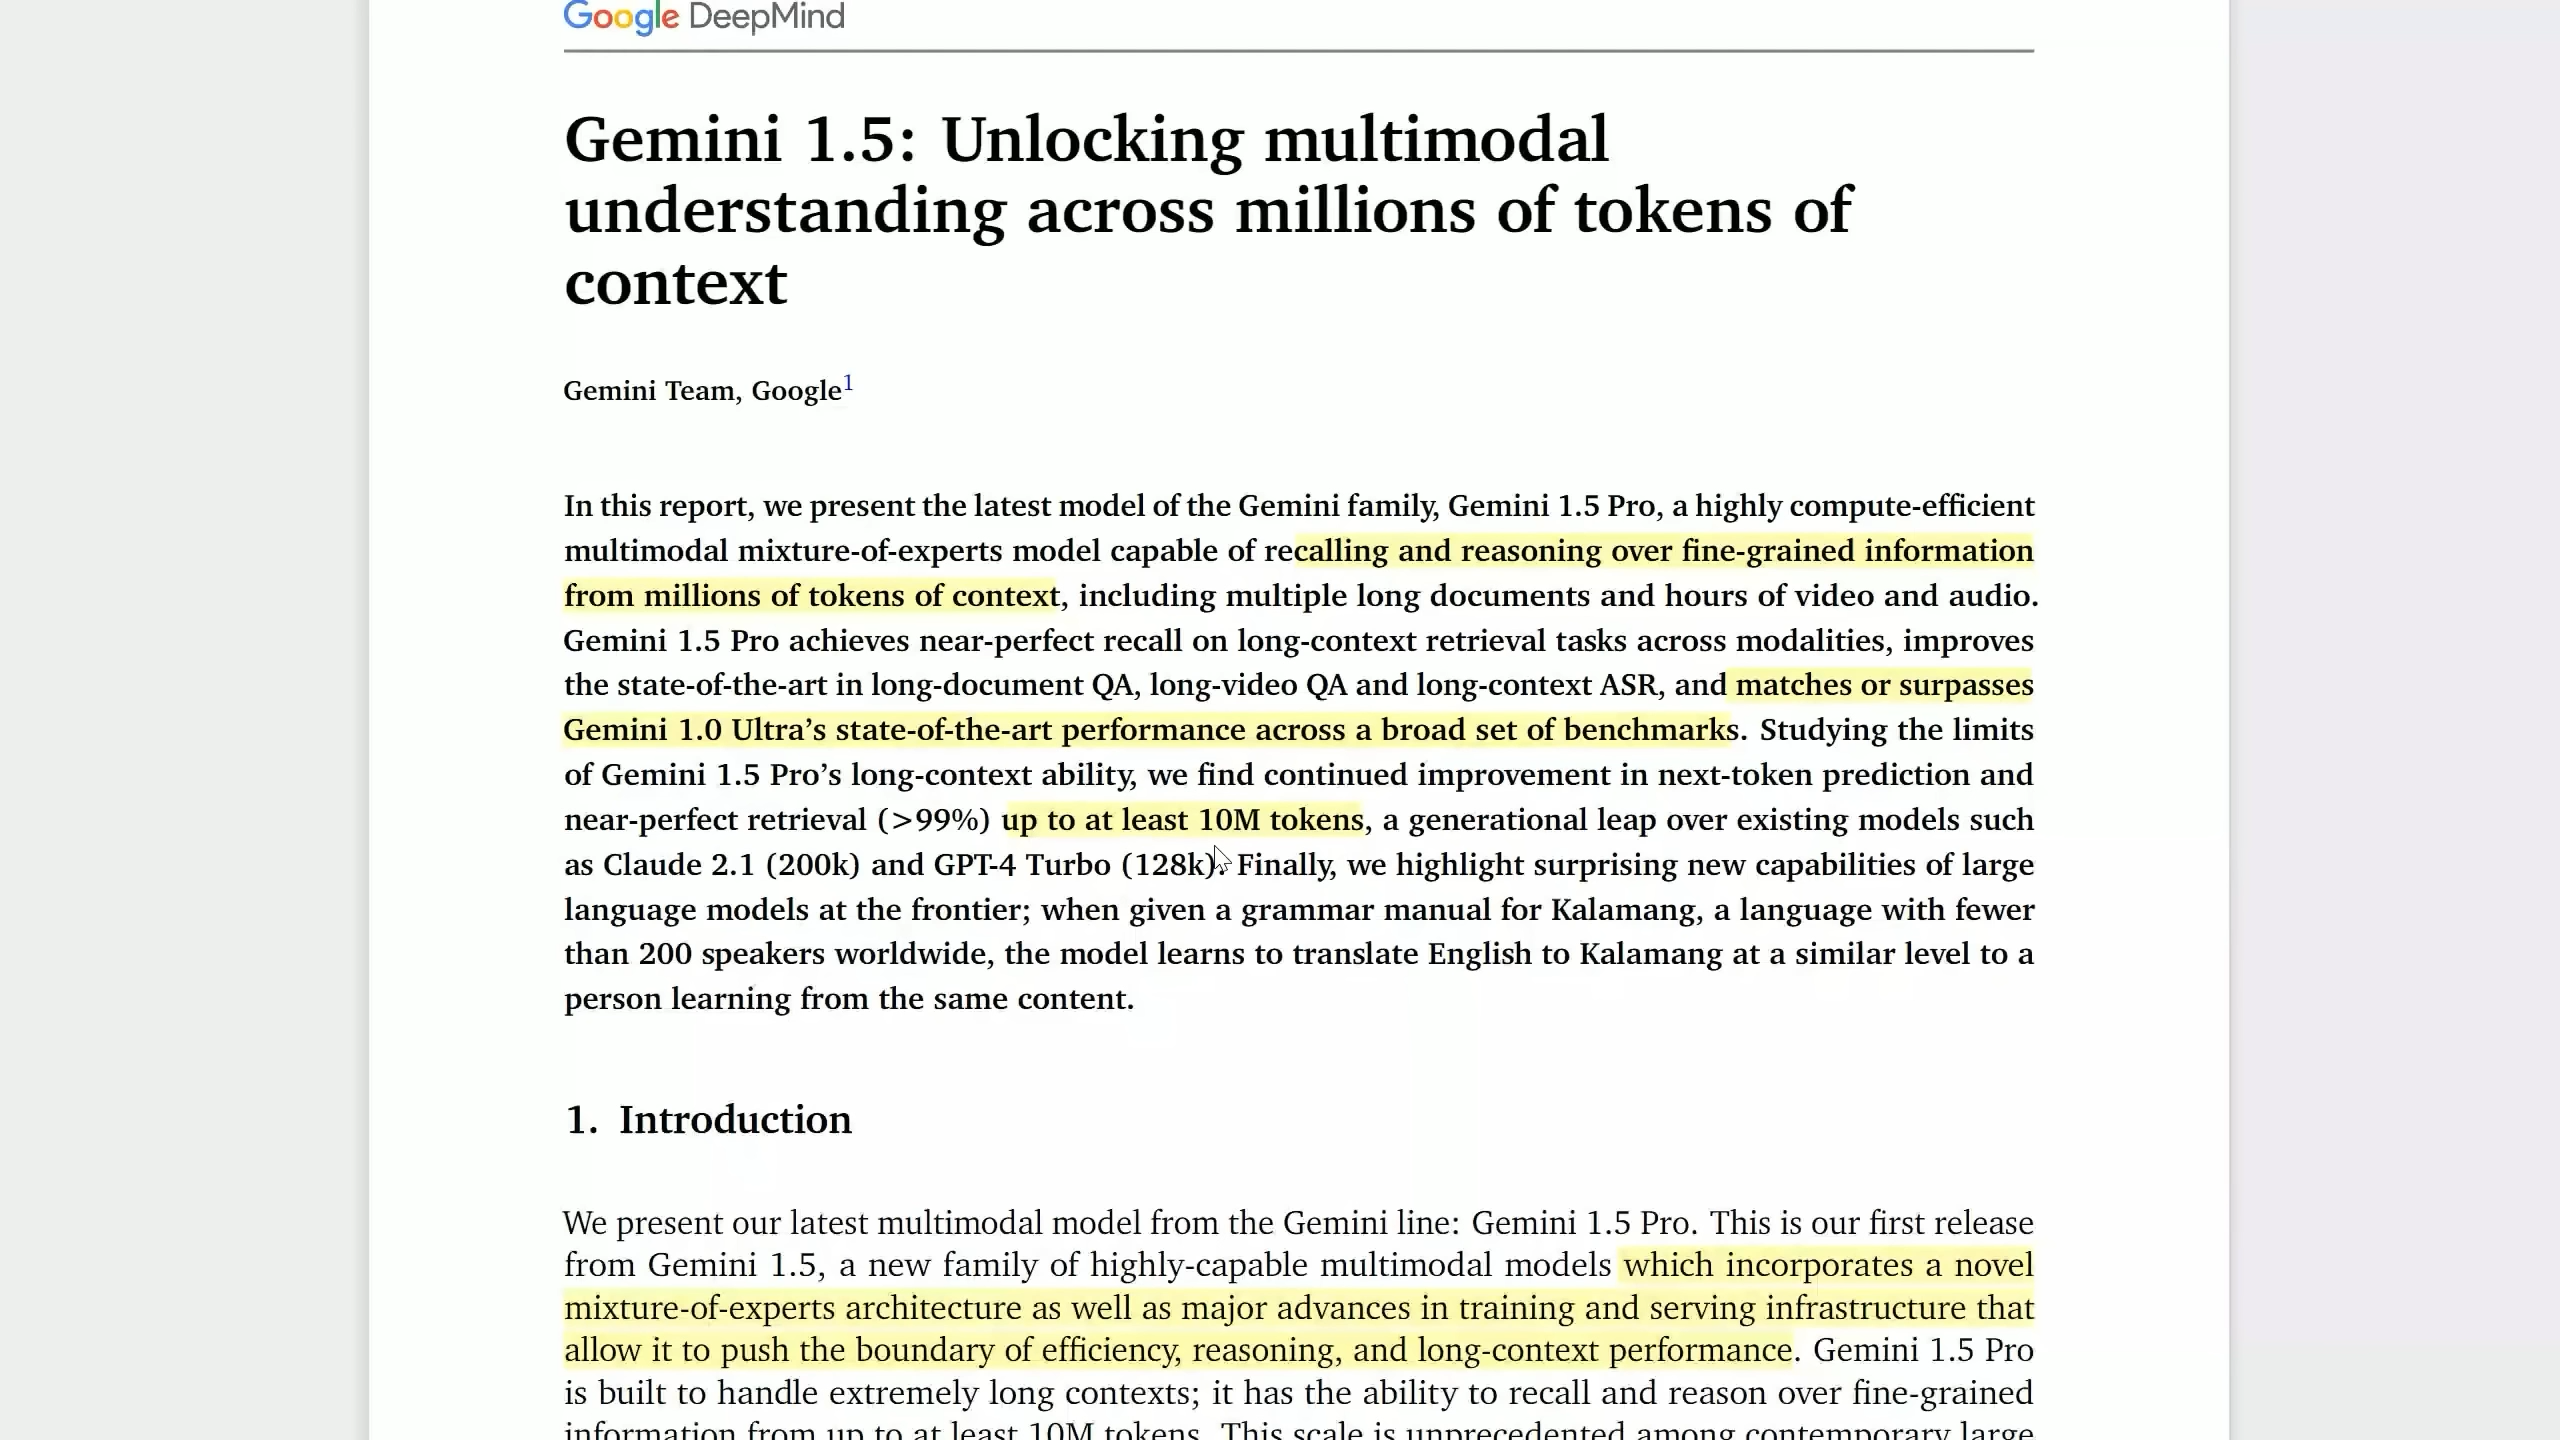 Google DeepMind
Gemini 1.5: Unlocking multimodal
understanding across millions of tokens of
context
Gemini Team, Google1
In this report, we present the latest model of the Gemini family, Gemini 1.5 Pro, a highly compute-efficient
multimodal mixture-of-experts model capable of recalling and reasoning over fine-grained information
from millions of tokens of context, including multiple long documents and hours of video and audio.
Gemini 1.5 Pro achieves near-perfect recall on long-context retrieval tasks across modalities, improves
the state-of-the-art in long-document QA, long-video QA and long-context ASR, and matches or surpasses
Gemini 1.0 Ultra’s state-of-the-art performance across a broad set of benchmarks. Studying the limits
of Gemini 1.5 Pro’s long-context ability, we find continued improvement in next-token prediction and
near-perfect retrieval (>99%) up to at least 10M tokens, a generational leap over existing models such
as Claude 2.1 (200k) and GPT-4 Turbo (128k). Finally, we highlight surprising new capabilities of large
language models at the frontier; when given a grammar manual for Kalamang, a language with fewer
than 200 speakers worldwide, the model learns to translate English to Kalamang at a similar level to a
person learning from the same content.
1. Introduction
We present our latest multimodal model from the Gemini line: Gemini 1.5 Pro. This is our first release
from Gemini 1.5, a new family of highly-capable multimodal models which incorporates a novel
mixture-of-experts architecture as well as major advances in training and serving infrastructure that
allow it to push the boundary of efficiency, reasoning, and long-context performance. Gemini 1.5 Pro
is built to handle extremely long contexts; it has the ability to recall and reason over fine-grained
information from up to at least 10M tokens. This scale is unprecedented among contemporary large